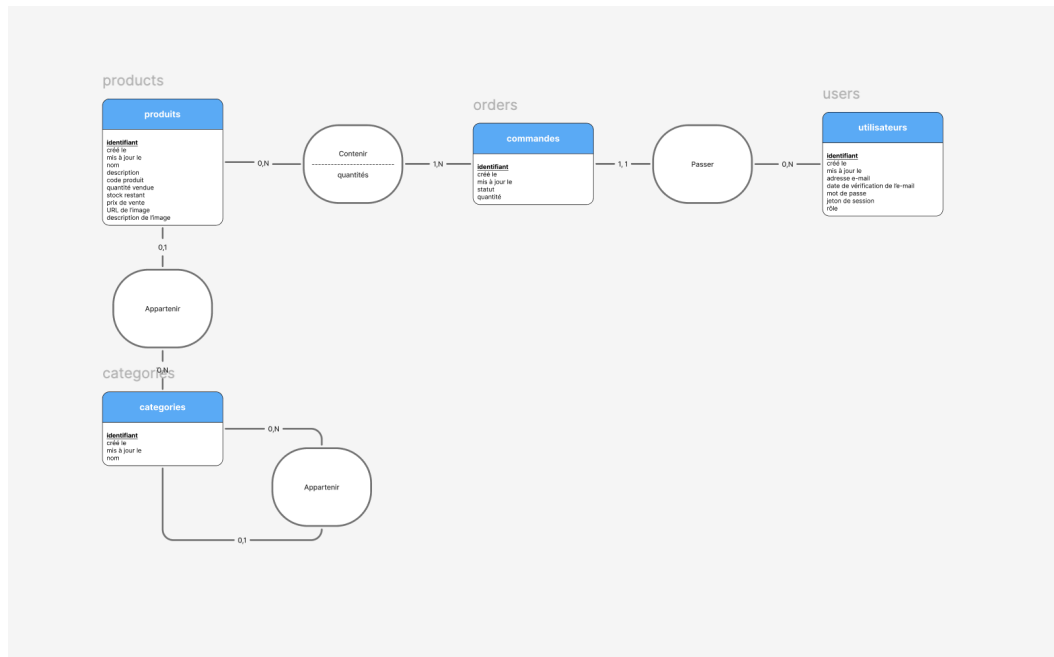 products
produits
identifiant
créé le
mis à jour le
nom
description
code produit
quantité vendue
stock restant
prix de vente
URL de l'image
description de l'image
0,N
Contenir
quantités
1,N
orders
commandes
identifiant
créé le
mis à jour le
statut
quantité
1, 1
Passer
0,N
users
utilisateurs
identifiant
créé le
mis à jour le
adresse e-mail
date de vérification de l'e-mail
mot de passe
jeton de session
rôle
0,1
Appartenir
0,N
categories
categories
identifiant
créé le
mis à jour le
nom
0,N
Appartenir
0,1